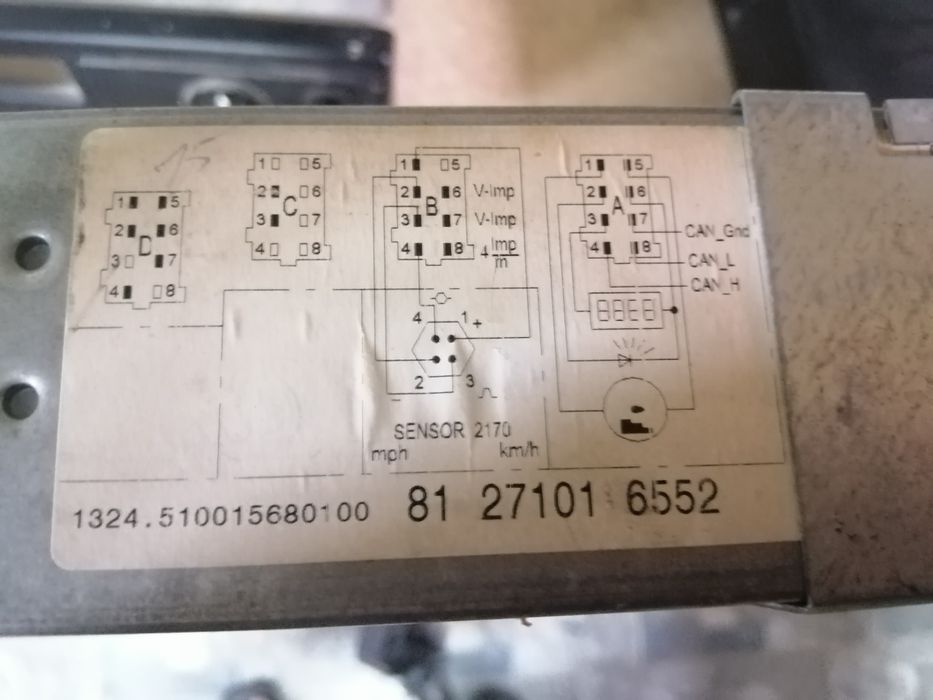 15
1 5
2 6
3 7
4 8
D
1 5
2 6
3 7
4 8
C
1 5
2 6 V-Imp
3 7 V-Imp
4 8 4 Imp/m
B
1 5
2 6
3 7
4 8
A
CAN_Gnd
CAN_L
CAN_H
4 1 +
2 3
-
SENSOR 2170
mph km/h
1324.510015680100 81 27101 6552